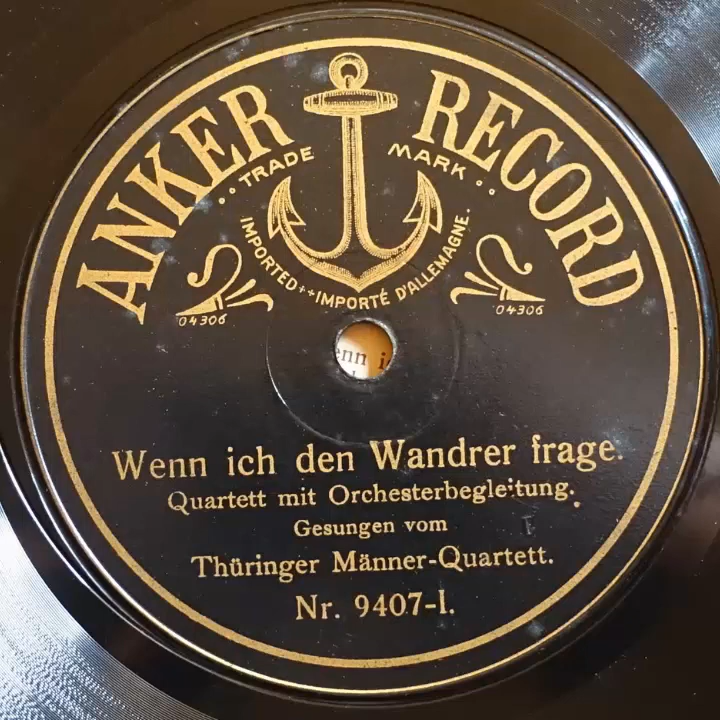 ANKER RECORD
·· TRADE MARK ··
IMPORTED++IMPORTÉ D'ALLEMAGNE.
04306 04306
enn i
Wenn ich den Wandrer frage.
Quartett mit Orchesterbegleitung.
Gesungen vom
Thüringer Männer-Quartett.
Nr. 9407-I.